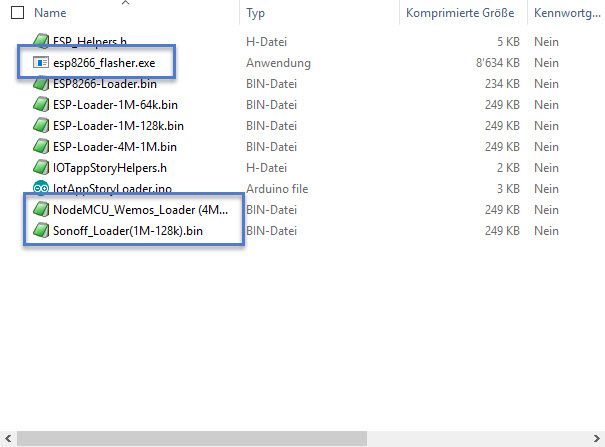 Name Typ Komprimierte Größe Kennwortg...
ESP_Helpers.h H-Datei 5 KB Nein
esp8266_flasher.exe Anwendung 8'634 KB Nein
ESP8266-Loader.bin BIN-Datei 234 KB Nein
ESP-Loader-1M-64k.bin BIN-Datei 249 KB Nein
ESP-Loader-1M-128k.bin BIN-Datei 249 KB Nein
ESP-Loader-4M-1M.bin BIN-Datei 249 KB Nein
IOTappStoryHelpers.h H-Datei 2 KB Nein
IotAppStoryLoader.ino Arduino file 3 KB Nein
NodeMCU_Wemos_Loader (4M... BIN-Datei 249 KB Nein
Sonoff_Loader(1M-128k).bin BIN-Datei 249 KB Nein